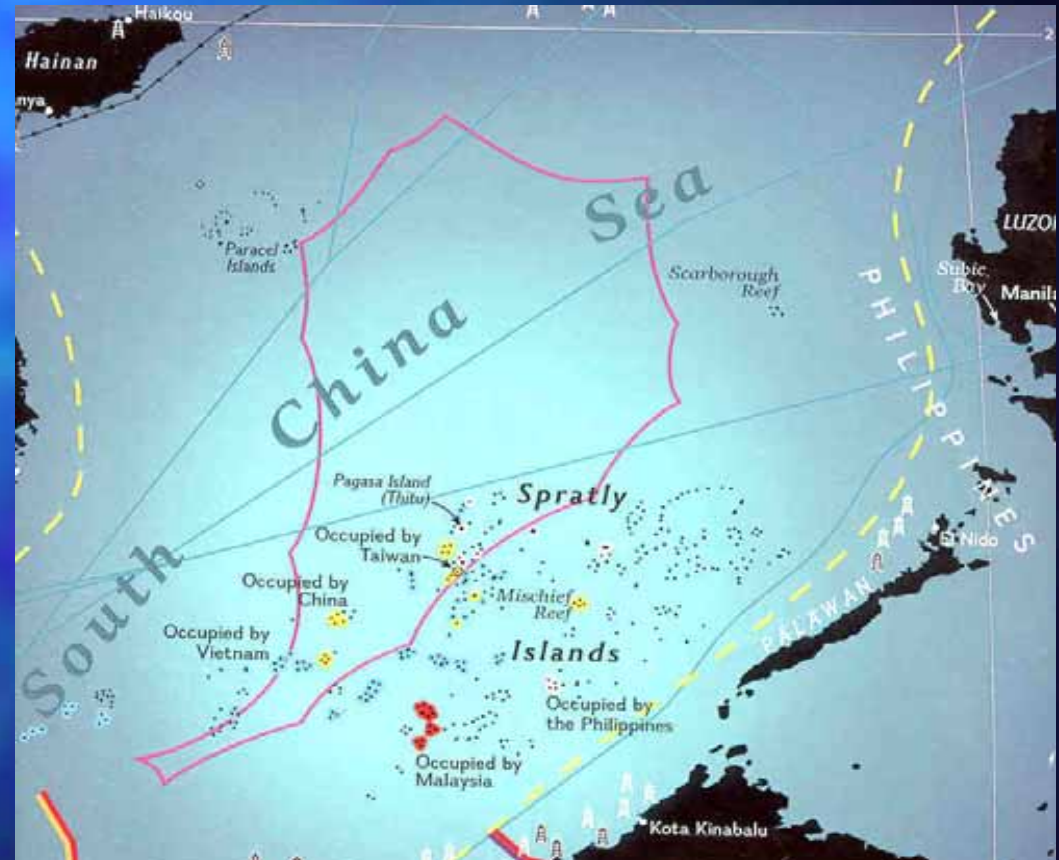 Haikou
Hainan
nya
2
South China Sea
Paracel
Islands
Scarborough
Reef
LUZO
Subic
Bay
Manila
PHILIPPINES
Pagasa Island
(Thitu)
Spratly
Islands
Occupied by
Taiwan
El Nido
Occupied by
China
Mischief
Reef
PALAWAN
Occupied by
Vietnam
Occupied by
the Philippines
Occupied by
Malaysia
Kota Kinabalu